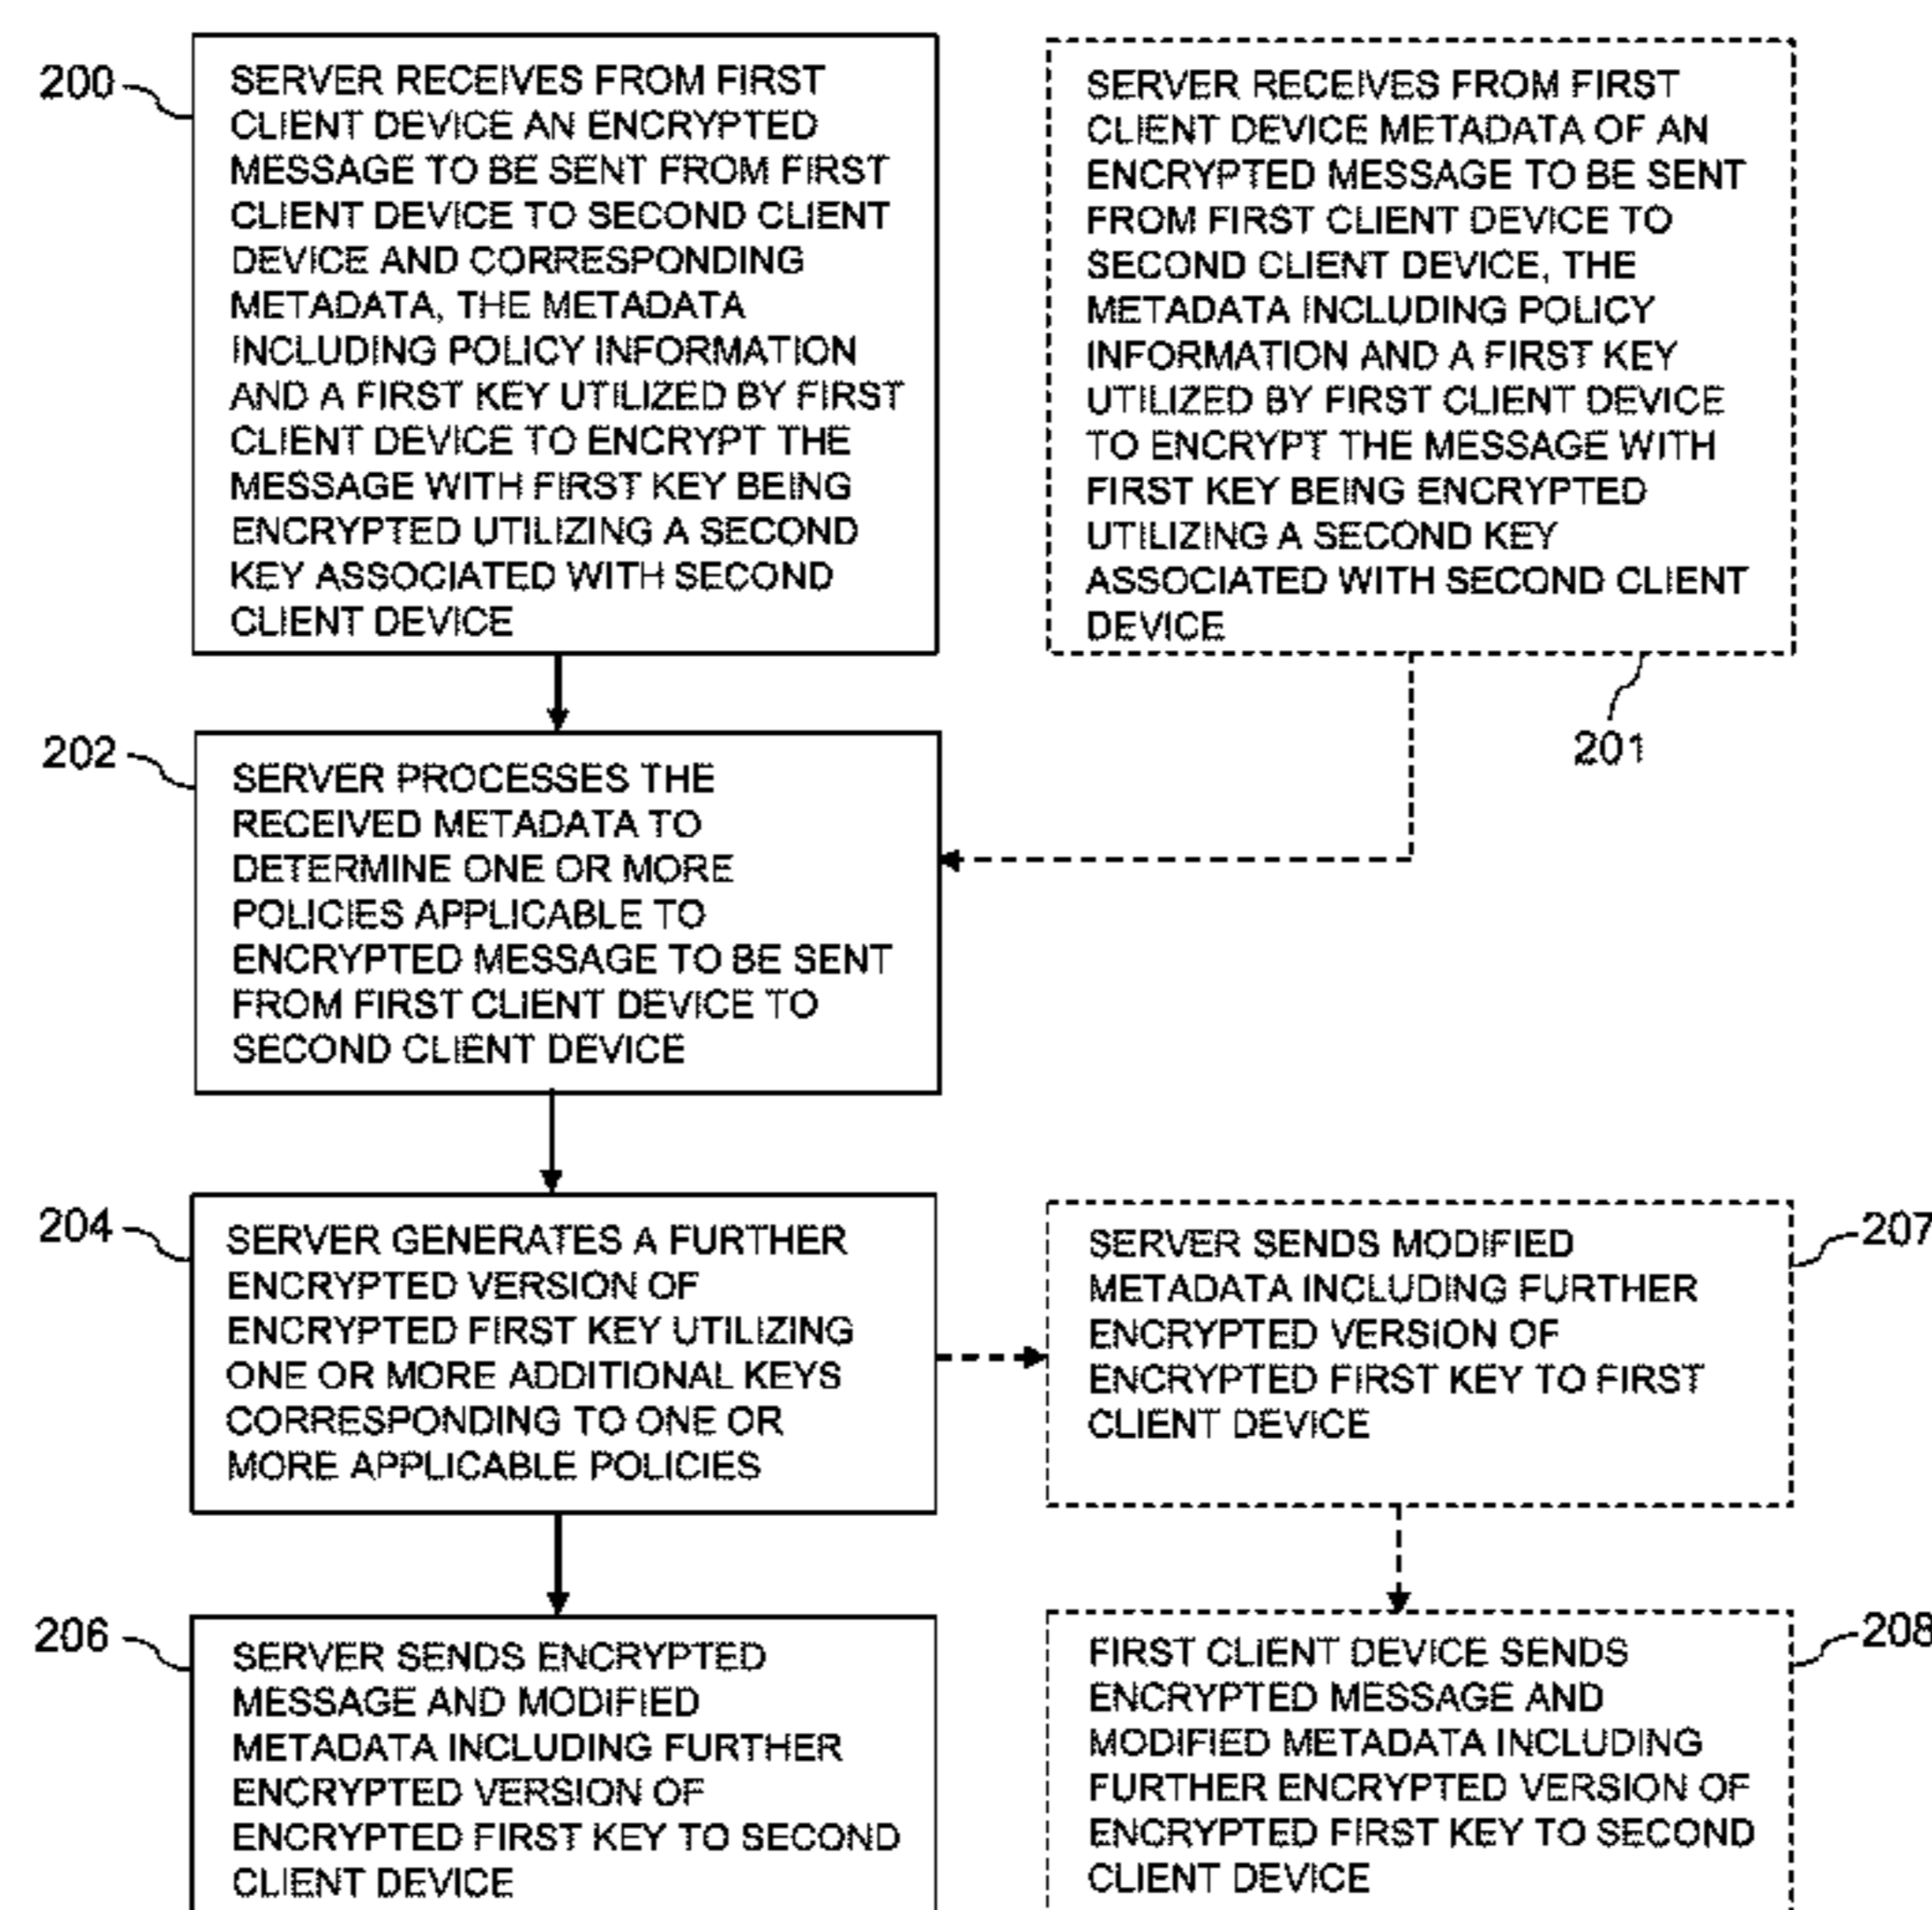 200
SERVER RECEIVES FROM FIRST
CLIENT DEVICE AN ENCRYPTED
MESSAGE TO BE SENT FROM FIRST
CLIENT DEVICE TO SECOND CLIENT
DEVICE AND CORRESPONDING
METADATA, THE METADATA
INCLUDING POLICY INFORMATION
AND A FIRST KEY UTILIZED BY FIRST
CLIENT DEVICE TO ENCRYPT THE
MESSAGE WITH FIRST KEY BEING
ENCRYPTED UTILIZING A SECOND
KEY ASSOCIATED WITH SECOND
CLIENT DEVICE
SERVER RECEIVES FROM FIRST
CLIENT DEVICE METADATA OF AN
ENCRYPTED MESSAGE TO BE SENT
FROM FIRST CLIENT DEVICE TO
SECOND CLIENT DEVICE, THE
METADATA INCLUDING POLICY
INFORMATION AND A FIRST KEY
UTILIZED BY FIRST CLIENT DEVICE
TO ENCRYPT THE MESSAGE WITH
FIRST KEY BEING ENCRYPTED
UTILIZING A SECOND KEY
ASSOCIATED WITH SECOND CLIENT
DEVICE
201
202
SERVER PROCESSES THE
RECEIVED METADATA TO
DETERMINE ONE OR MORE
POLICIES APPLICABLE TO
ENCRYPTED MESSAGE TO BE SENT
FROM FIRST CLIENT DEVICE TO
SECOND CLIENT DEVICE
204
SERVER GENERATES A FURTHER
ENCRYPTED VERSION OF
ENCRYPTED FIRST KEY UTILIZING
ONE OR MORE ADDITIONAL KEYS
CORRESPONDING TO ONE OR
MORE APPLICABLE POLICIES
207
SERVER SENDS MODIFIED
METADATA INCLUDING FURTHER
ENCRYPTED VERSION OF
ENCRYPTED FIRST KEY TO FIRST
CLIENT DEVICE
206
SERVER SENDS ENCRYPTED
MESSAGE AND MODIFIED
METADATA INCLUDING FURTHER
ENCRYPTED VERSION OF
ENCRYPTED FIRST KEY TO SECOND
CLIENT DEVICE
208
FIRST CLIENT DEVICE SENDS
ENCRYPTED MESSAGE AND
MODIFIED METADATA INCLUDING
FURTHER ENCRYPTED VERSION OF
ENCRYPTED FIRST KEY TO SECOND
CLIENT DEVICE